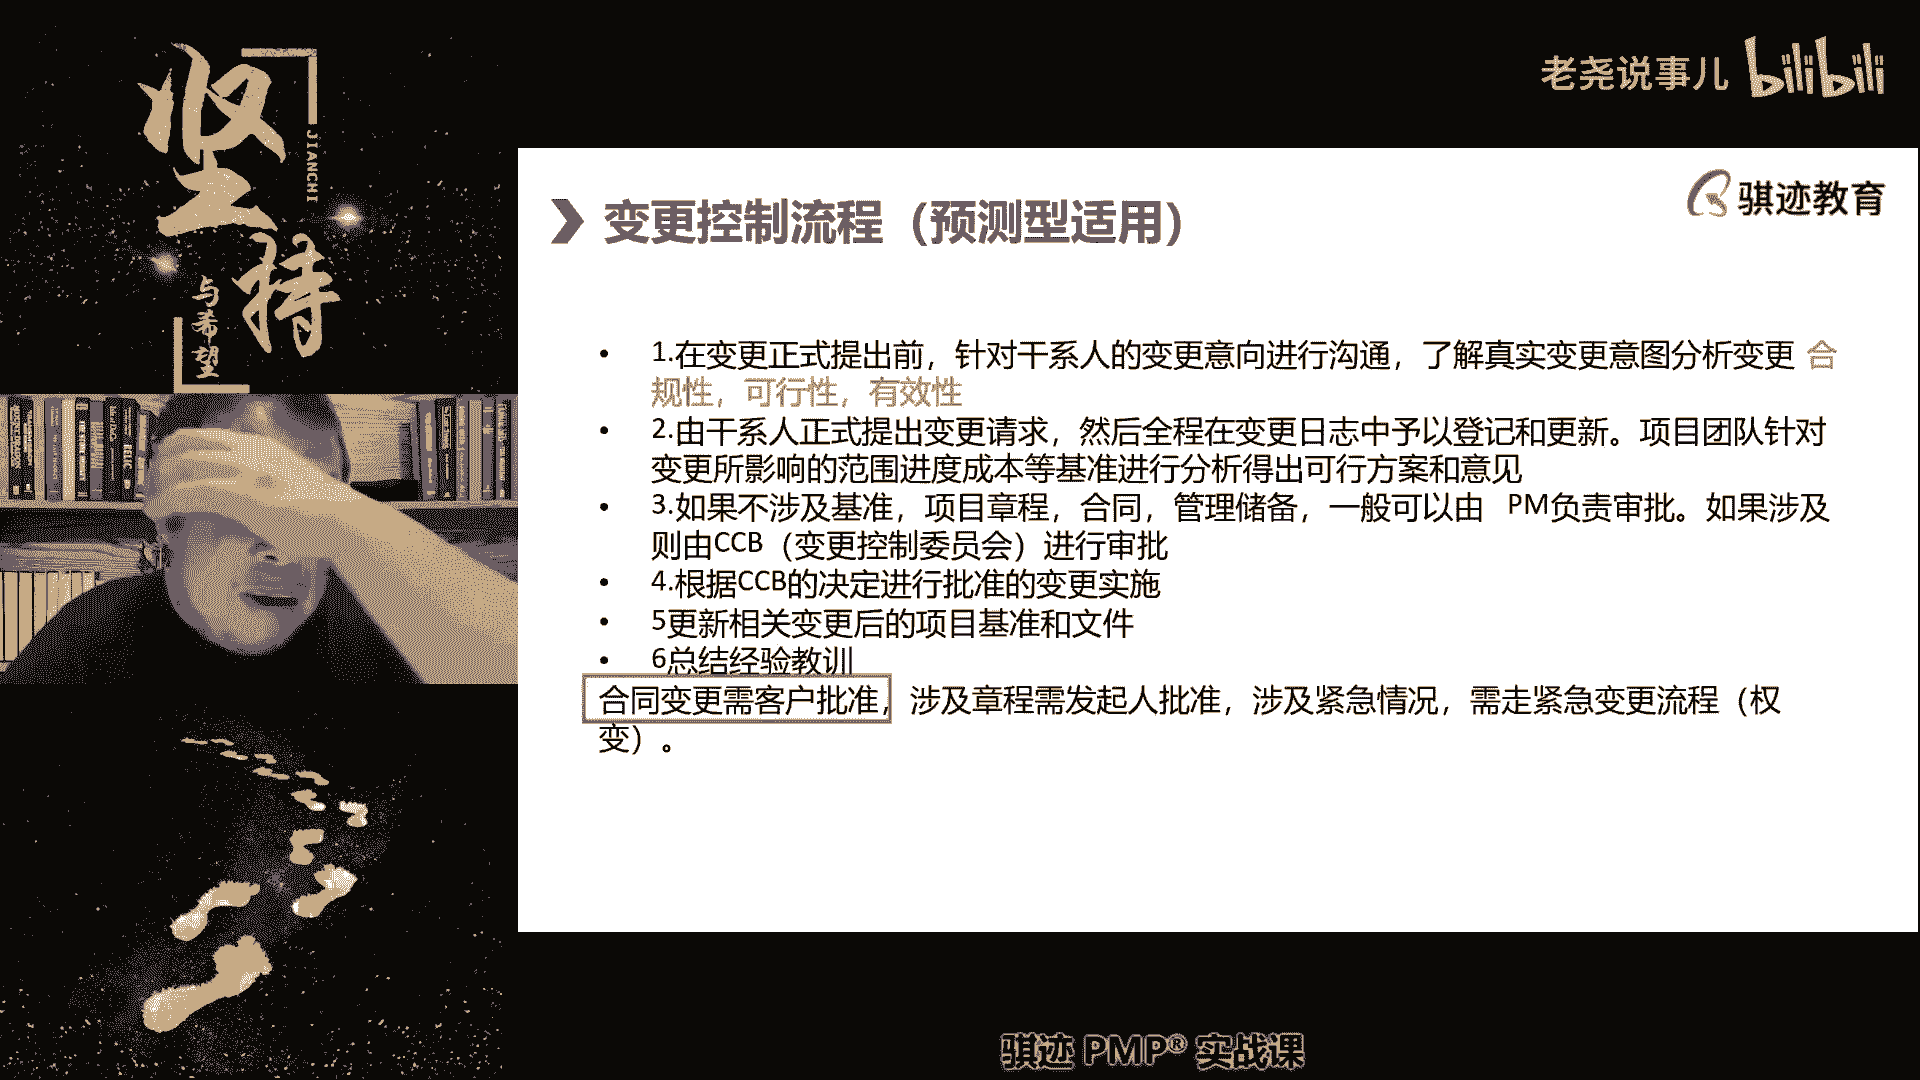 坚持
JIANCHI
与希望
老尧说事儿 bilibili
骐迹教育
变更控制流程（预测型适用）
• 1.在变更正式提出前，针对干系人的变更意向进行沟通，了解真实变更意图分析变更 合
规性，可行性，有效性
• 2.由干系人正式提出变更请求，然后全程在变更日志中予以登记和更新。项目团队针对
变更所影响的范围进度成本等基准进行分析得出可行方案和意见
• 3.如果不涉及基准，项目章程，合同，管理储备，一般可以由 PM负责审批。如果涉及
则由CCB（变更控制委员会）进行审批
• 4.根据CCB的决定进行批准的变更实施
• 5更新相关变更后的项目基准和文件
• 6总结经验教训
合同变更需客户批准，涉及章程需发起人批准，涉及紧急情况，需走紧急变更流程（权
变）。
骐迹 PMP® 实战课